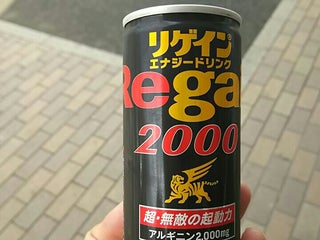 リゲイン®
エナジードリンク
Regai
2000
超・無敵の起動力
アルギニン2,000mg